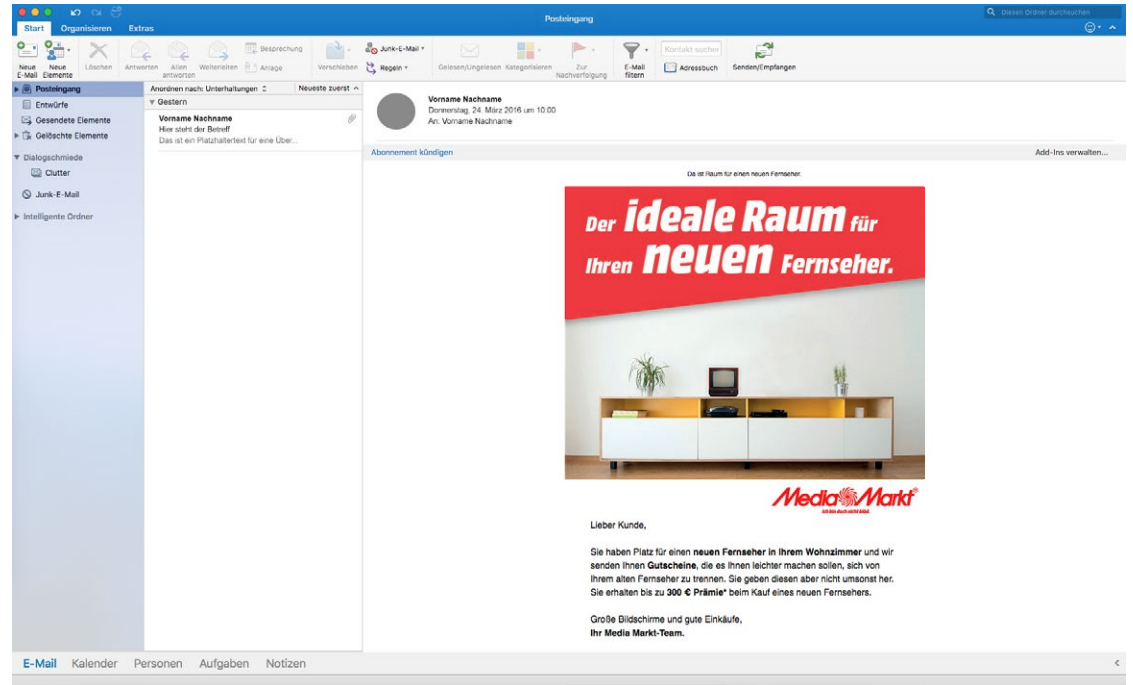 Posteingang
Diesen Ordner durchsuchen
Start Organisieren Extras
Neue E-Mail
Neue Elemente
Löschen
Antworten
Allen antworten
Weiterleiten
Besprechung
Anlage
Verschieben
Junk-E-Mail
Regeln
Gelesen/Ungelesen
Kategorisieren
Zur Nachverfolgung
E-Mail filtern
Kontakt suchen
Adressbuch
Senden/Empfangen
Posteingang
Entwürfe
Gesendete Elemente
Gelöschte Elemente
Dialogschmiede
Clutter
Junk-E-Mail
Intelligente Ordner
Anordnen nach: Unterhaltungen Neueste zuerst
Gestern
Vorname Nachname
Hier steht der Betreff
Das ist ein Platzhaltertext für eine Über...
Vorname Nachname
Donnerstag, 24. März 2016 um 10:00
An: Vorname Nachname
Abonnement kündigen Add-Ins verwalten...
Da ist Raum für einen neuen Fernseher.
Der ideale Raum für
Ihren neuen Fernseher.
Media Markt
Lieber Kunde,
Sie haben Platz für einen neuen Fernseher in Ihrem Wohnzimmer und wir
senden Ihnen Gutscheine, die es Ihnen leichter machen sollen, sich von
Ihrem alten Fernseher zu trennen. Sie geben diesen aber nicht umsonst her.
Sie erhalten bis zu 300 € Prämie* beim Kauf eines neuen Fernsehers.
Große Bildschirme und gute Einkäufe,
Ihr Media Markt-Team.
E-Mail Kalender Personen Aufgaben Notizen